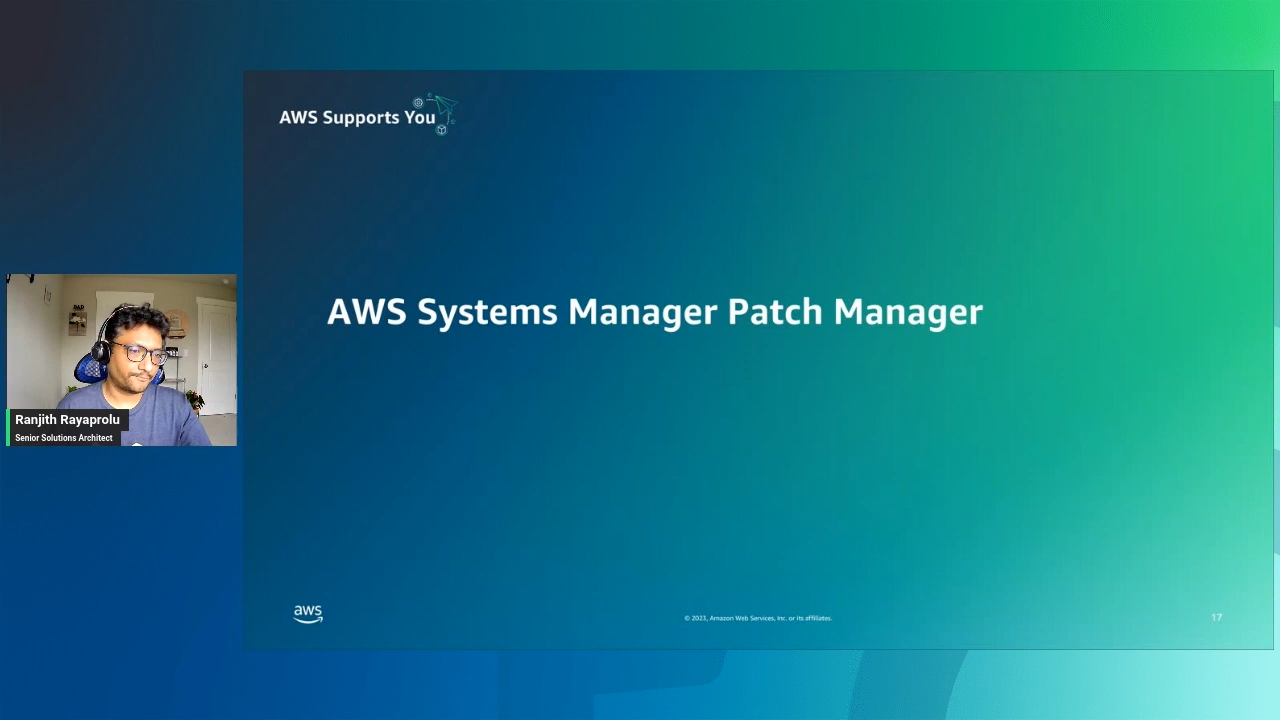 AWS Supports You
AWS Systems Manager Patch Manager
DAD
Ranjith Rayaprolu
Senior Solutions Architect
aws
© 2023, Amazon Web Services, Inc. or its affiliates.
17